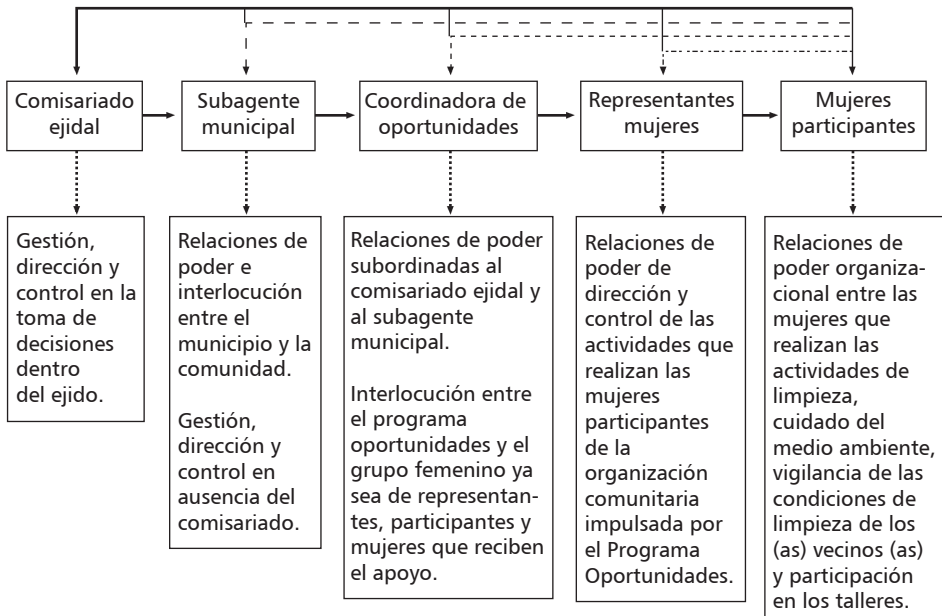 Comisariado
ejidal
Subagente
municipal
Coordinadora de
oportunidades
Representantes
mujeres
Mujeres
participantes
Gestión,
dirección y
control en la
toma de
decisiones
dentro
del ejido.
Relaciones de
poder e
interlocución
entre el
municipio y la
comunidad.
Gestión,
dirección y
control en
ausencia del
comisariado.
Relaciones de poder
subordinadas al
comisariado ejidal y
al subagente
municipal.
Interlocución entre
el programa
oportunidades y el
grupo femenino ya
sea de representan-
tes, participantes y
mujeres que reciben
el apoyo.
Relaciones de
poder de
dirección y
control de las
actividades que
realizan las
mujeres
participantes
de la
organización
comunitaria
impulsada por
el Programa
Oportunidades.
Relaciones de
poder organiza-
cional entre las
mujeres que
realizan las
actividades de
limpieza,
cuidado del
medio ambiente,
vigilancia de las
condiciones de
limpieza de los
(as) vecinos (as)
y participación
en los talleres.